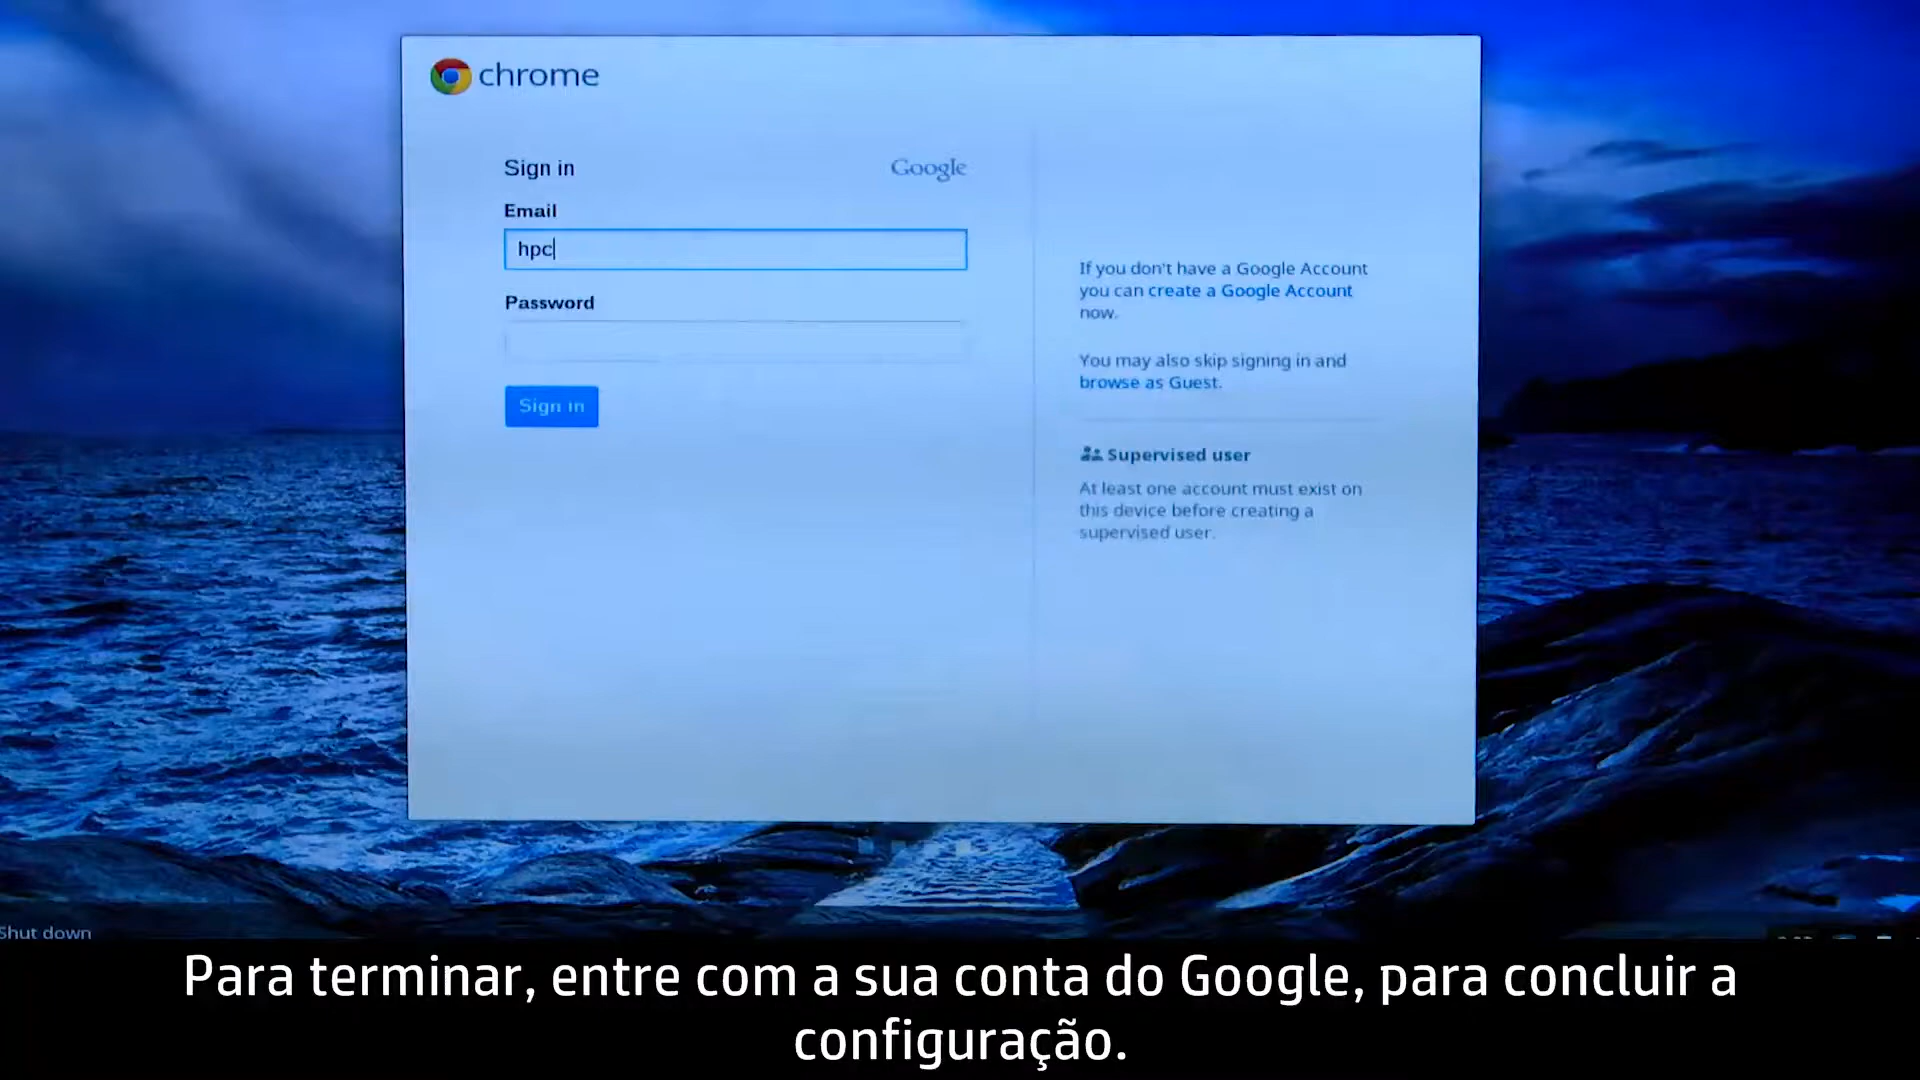 chrome
Sign in
Google
Email
hpc
Password
Sign in
If you don't have a Google Account
you can create a Google Account
now.
You may also skip signing in and
browse as Guest.
Supervised user
At least one account must exist on
this device before creating a
supervised user.
Shut down
Para terminar, entre com a sua conta do Google, para concluir a
configuração.